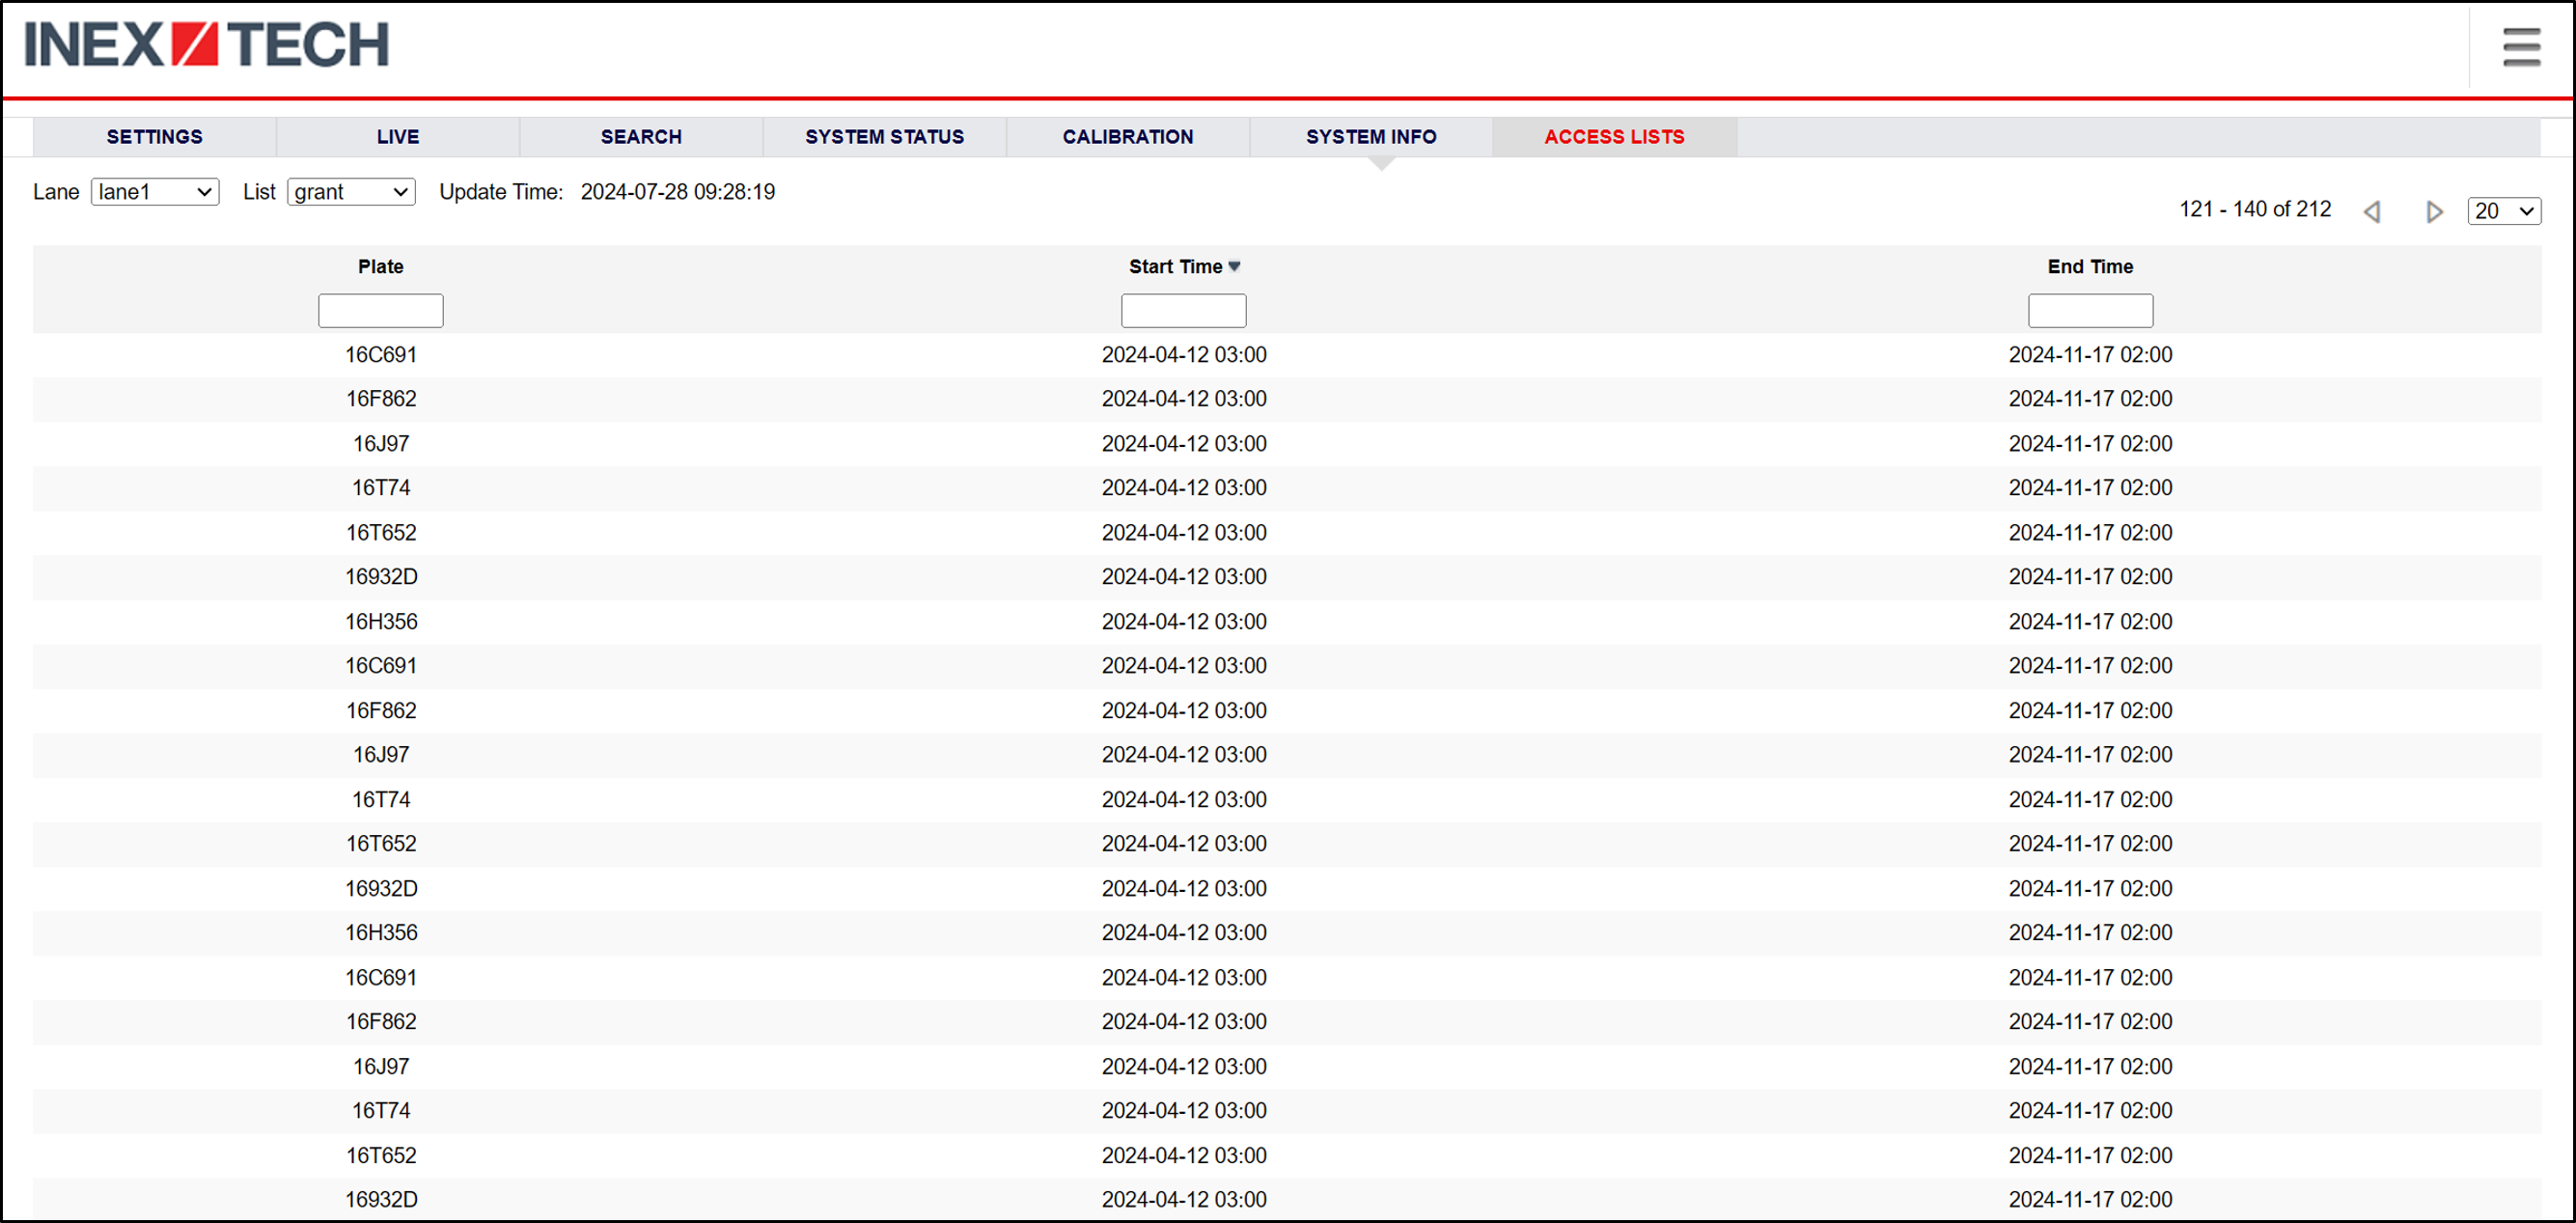 INEX TECH
SETTINGS LIVE SEARCH SYSTEM STATUS CALIBRATION SYSTEM INFO ACCESS LISTS
Lane lane1 List grant Update Time: 2024-07-28 09:28:19
121 - 140 of 212 20
Plate Start Time End Time
16C691 2024-04-12 03:00 2024-11-17 02:00
16F862 2024-04-12 03:00 2024-11-17 02:00
16J97 2024-04-12 03:00 2024-11-17 02:00
16T74 2024-04-12 03:00 2024-11-17 02:00
16T652 2024-04-12 03:00 2024-11-17 02:00
16932D 2024-04-12 03:00 2024-11-17 02:00
16H356 2024-04-12 03:00 2024-11-17 02:00
16C691 2024-04-12 03:00 2024-11-17 02:00
16F862 2024-04-12 03:00 2024-11-17 02:00
16J97 2024-04-12 03:00 2024-11-17 02:00
16T74 2024-04-12 03:00 2024-11-17 02:00
16T652 2024-04-12 03:00 2024-11-17 02:00
16932D 2024-04-12 03:00 2024-11-17 02:00
16H356 2024-04-12 03:00 2024-11-17 02:00
16C691 2024-04-12 03:00 2024-11-17 02:00
16F862 2024-04-12 03:00 2024-11-17 02:00
16J97 2024-04-12 03:00 2024-11-17 02:00
16T74 2024-04-12 03:00 2024-11-17 02:00
16T652 2024-04-12 03:00 2024-11-17 02:00
16932D 2024-04-12 03:00 2024-11-17 02:00